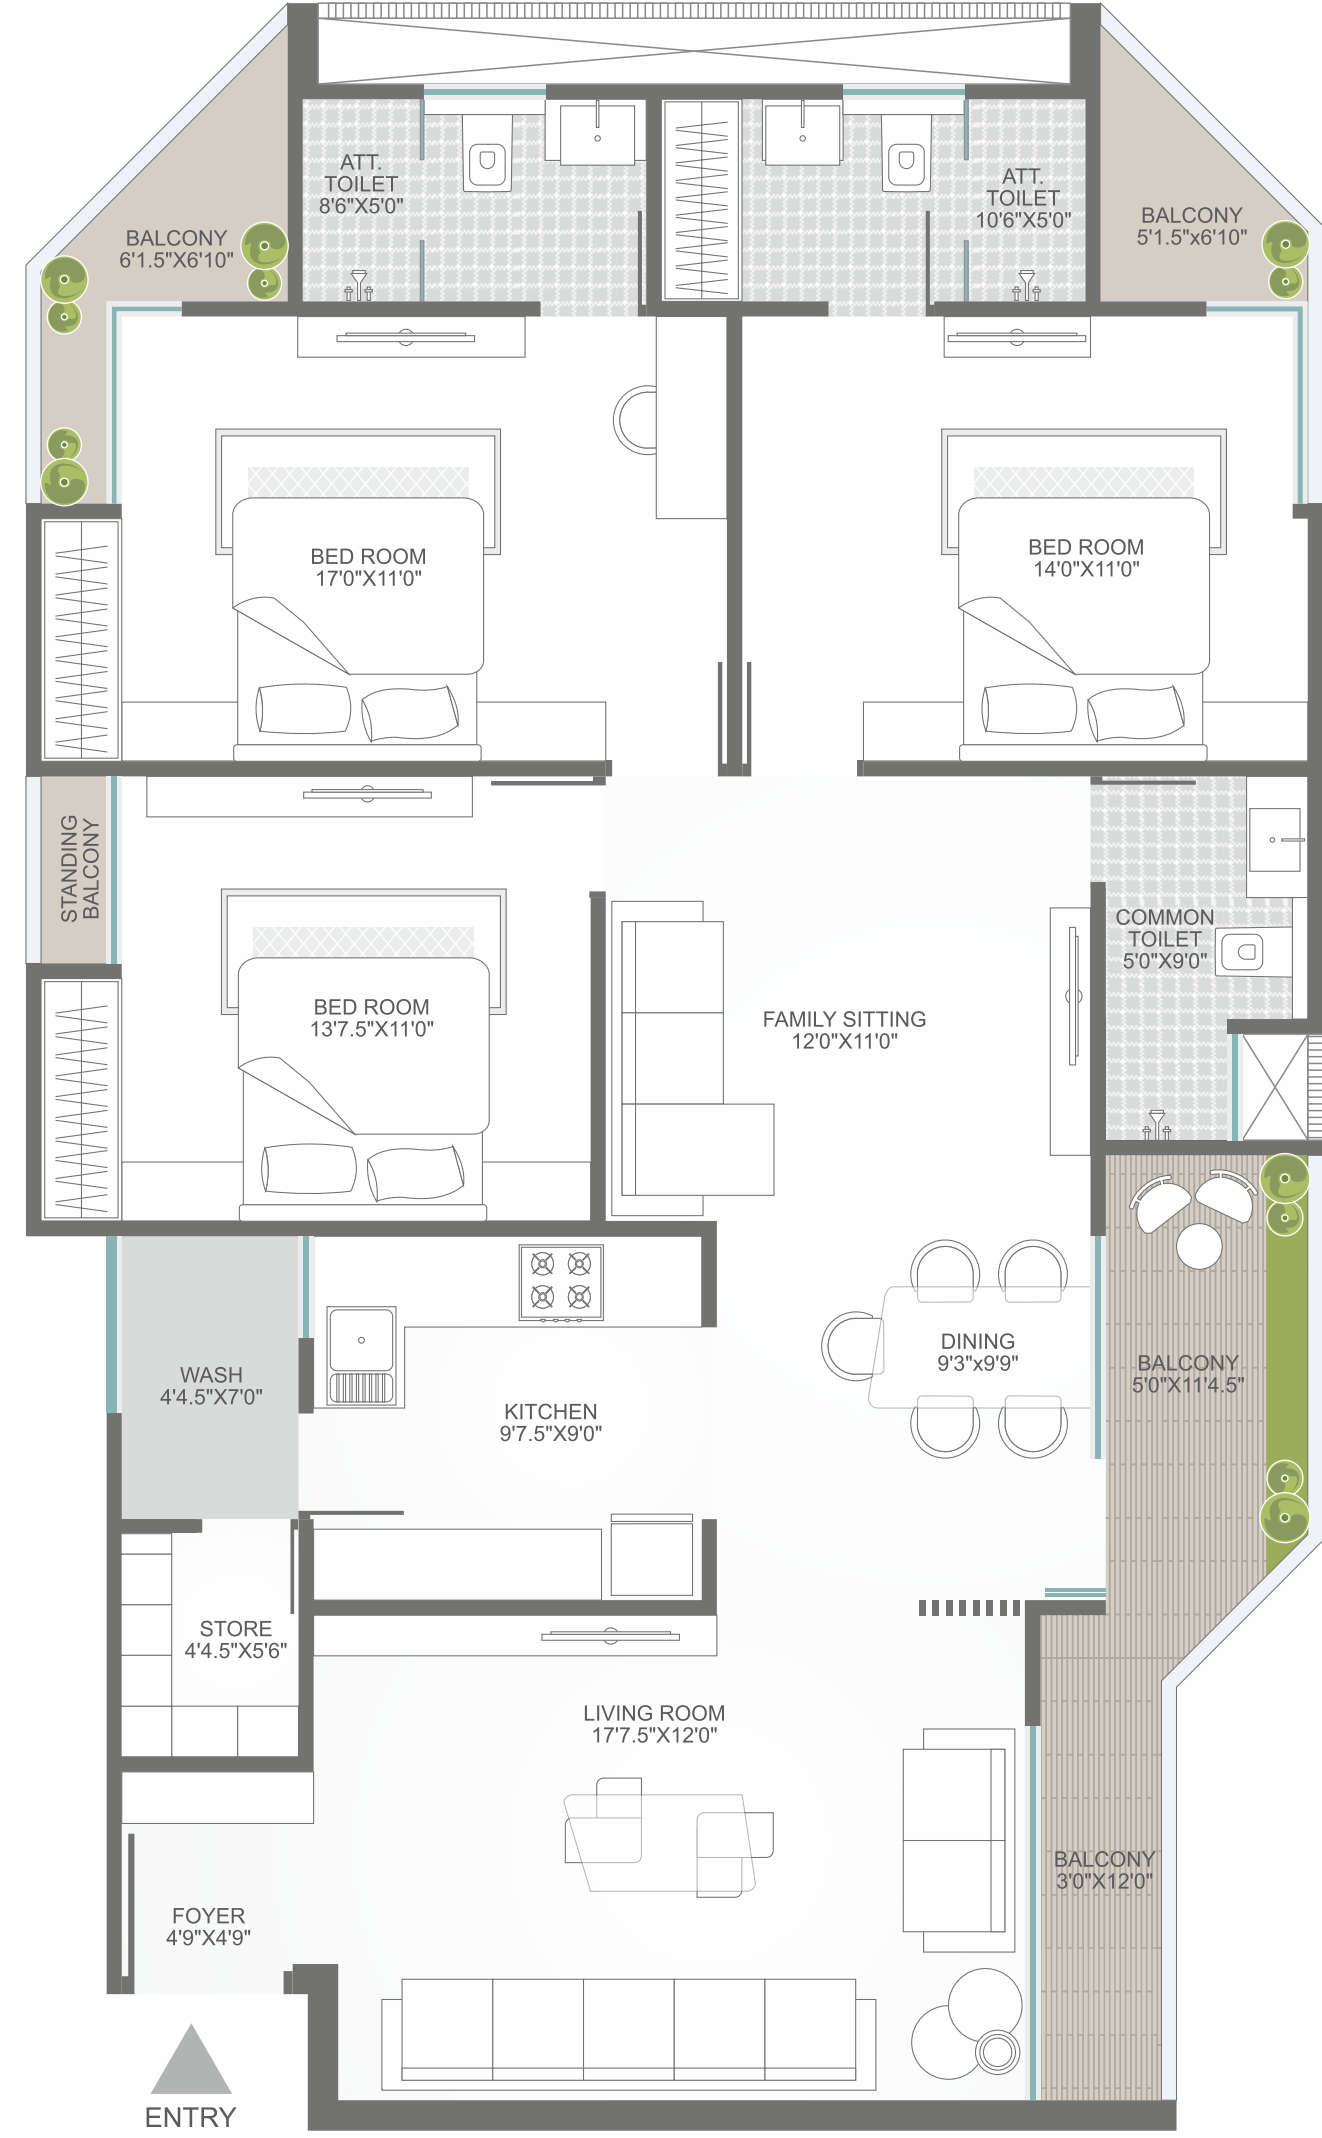 ATT.
TOILET
8'6"X5'0"
ATT.
TOILET
10'6"X5'0"
BALCONY
6'1.5"X6'10"
BALCONY
5'1.5"x6'10"
BED ROOM
17'0"X11'0"
BED ROOM
14'0"X11'0"
STANDING
BALCONY
COMMON
TOILET
5'0"X9'0"
BED ROOM
13'7.5"X11'0"
FAMILY SITTING
12'0"X11'0"
DINING
9'3"x9'9"
BALCONY
5'0"X11'4.5"
WASH
4'4.5"X7'0"
KITCHEN
9'7.5"X9'0"
STORE
4'4.5"X5'6"
LIVING ROOM
17'7.5"X12'0"
BALCONY
3'0"X12'0"
FOYER
4'9"X4'9"
ENTRY